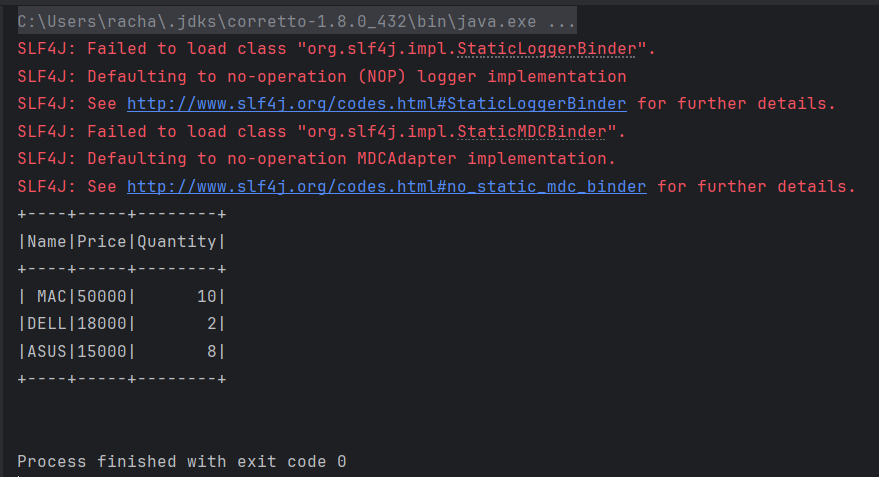 C:\Users\racha\.jdks\corretto-1.8.0_432\bin\java.exe ...
SLF4J: Failed to load class "org.slf4j.impl.StaticLoggerBinder".
SLF4J: Defaulting to no-operation (NOP) logger implementation
SLF4J: See http://www.slf4j.org/codes.html#StaticLoggerBinder for further details.
SLF4J: Failed to load class "org.slf4j.impl.StaticMDCBinder".
SLF4J: Defaulting to no-operation MDCAdapter implementation.
SLF4J: See http://www.slf4j.org/codes.html#no_static_mdc_binder for further details.
+----+-----+--------+
|Name|Price|Quantity|
+----+-----+--------+
| MAC|50000|      10|
|DELL|18000|       2|
|ASUS|15000|       8|
+----+-----+--------+
Process finished with exit code 0